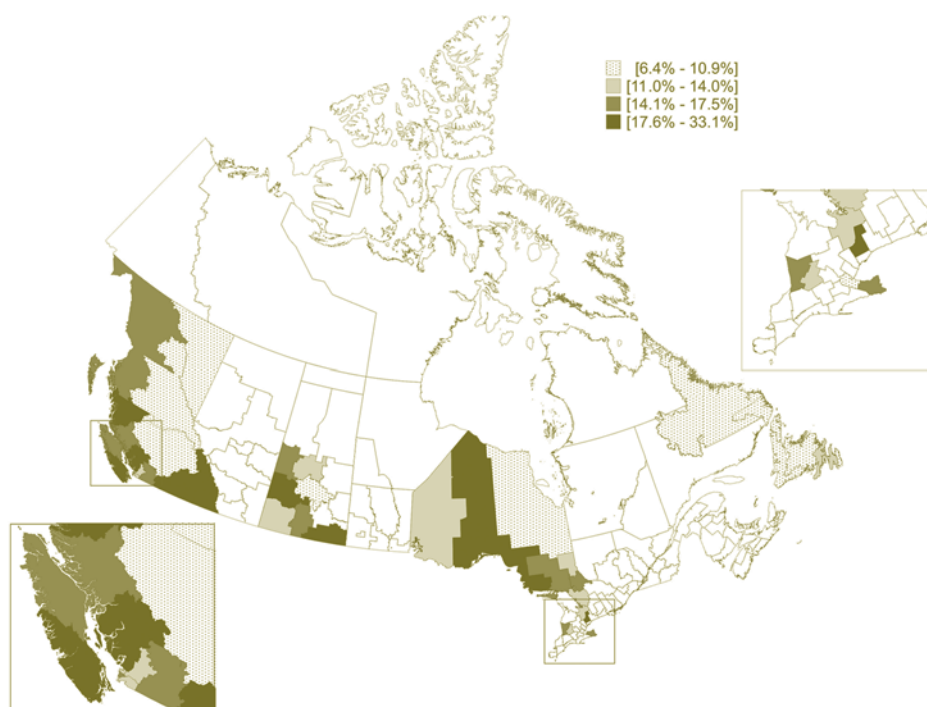 [6.4% - 10.9%]
[11.0% - 14.0%]
[14.1% - 17.5%]
[17.6% - 33.1%]